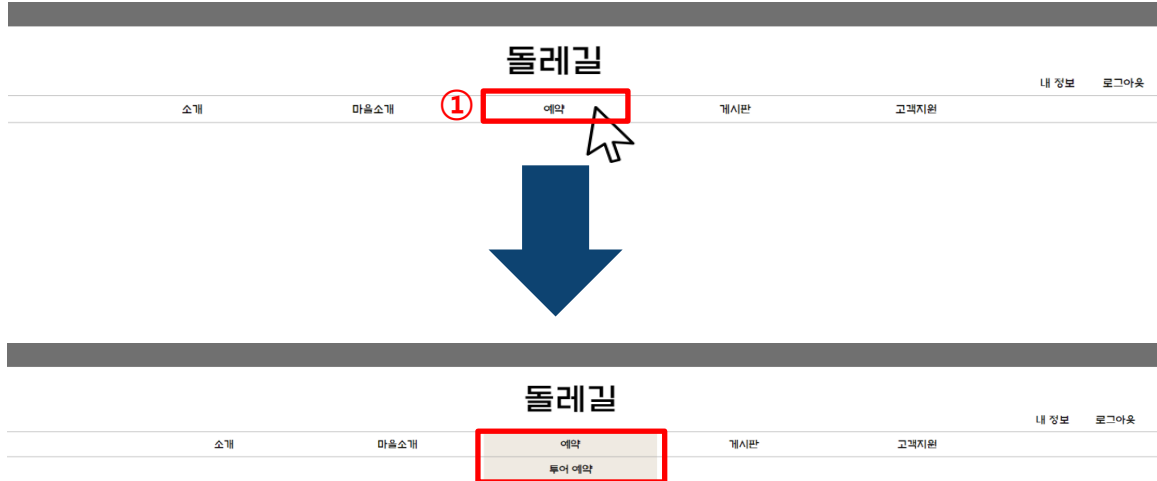 돌레길
내 정보 로그아웃
① 소개 마을소개 예약 게시판 고객지원
돌레길
내 정보 로그아웃
소개 마을소개 예약 게시판 고객지원
투어 예약